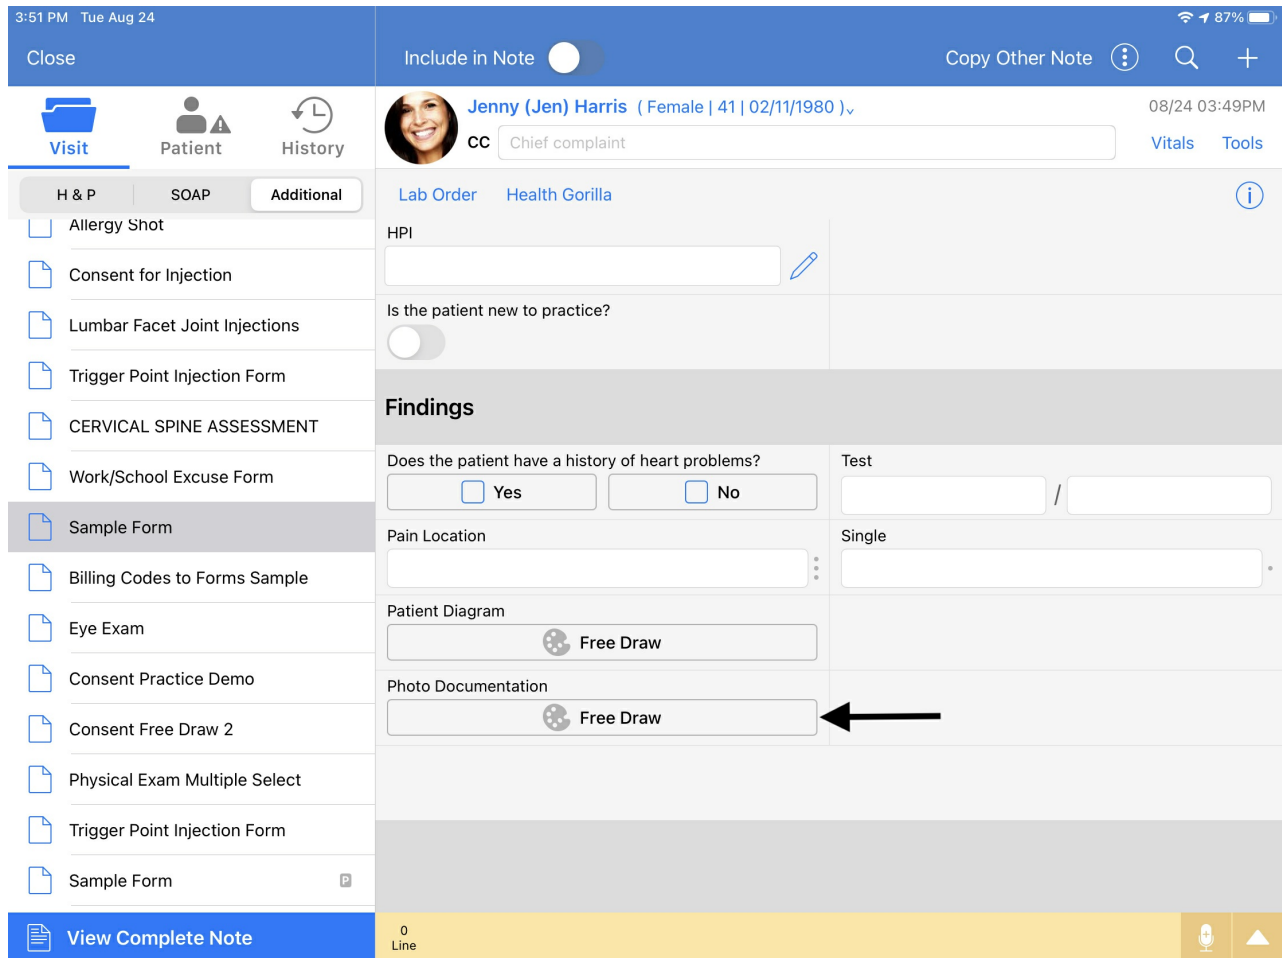 3:51 PM Tue Aug 24 87%
Close Include in Note Copy Other Note
Visit Patient History
Jenny (Jen) Harris ( Female | 41 | 02/11/1980 ) 08/24 03:49PM
CC Chief complaint Vitals Tools
H & P SOAP Additional
Lab Order Health Gorilla
Allergy Shot
Consent for Injection
Lumbar Facet Joint Injections
Trigger Point Injection Form
CERVICAL SPINE ASSESSMENT
Work/School Excuse Form
Sample Form
Billing Codes to Forms Sample
Eye Exam
Consent Practice Demo
Consent Free Draw 2
Physical Exam Multiple Select
Trigger Point Injection Form
Sample Form P
View Complete Note
HPI
Is the patient new to practice?
Findings
Does the patient have a history of heart problems? Test
Yes No /
Pain Location Single
Patient Diagram
Free Draw
Photo Documentation
Free Draw
0
Line